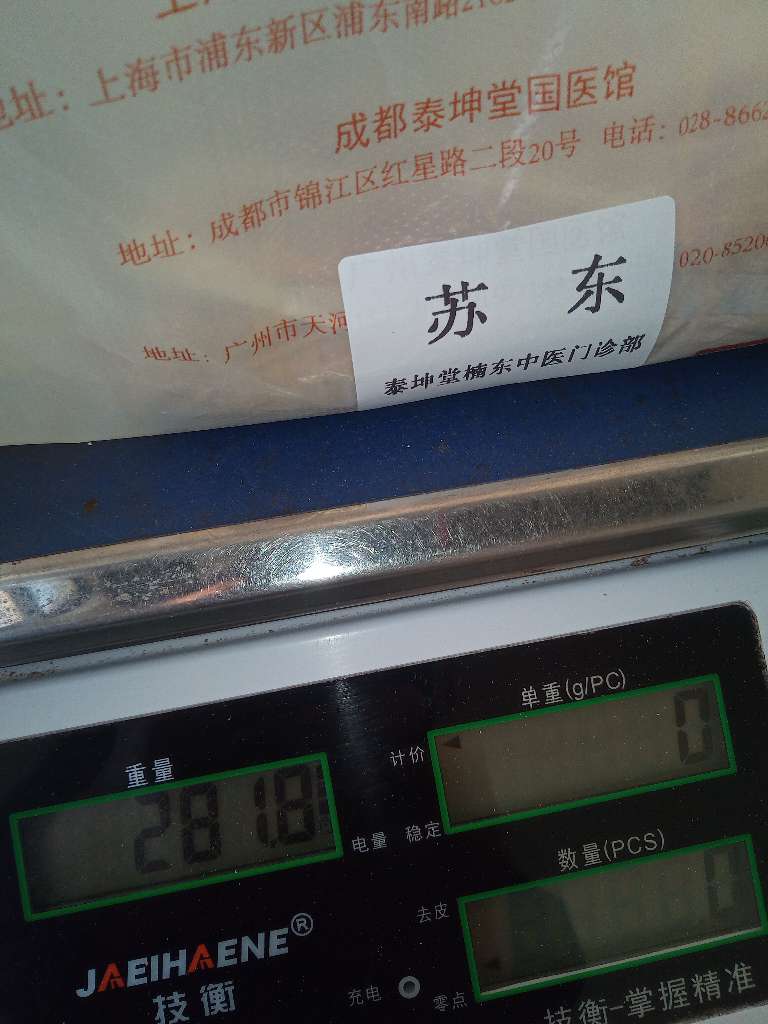 地址：上海市浦东新区浦东南路
成都泰坤堂国医馆
地址：成都市锦江区红星路二段20号 电话：028-8662
地址：广州市天河
020-8520
苏 东
泰坤堂楠东中医门诊部
单重(g/PC)
0
计价
重量
281.8
电量 稳定
数量(PCS)
0
去皮
JAEIHAENE®
技衡
充电 零点
技衡-掌握精准